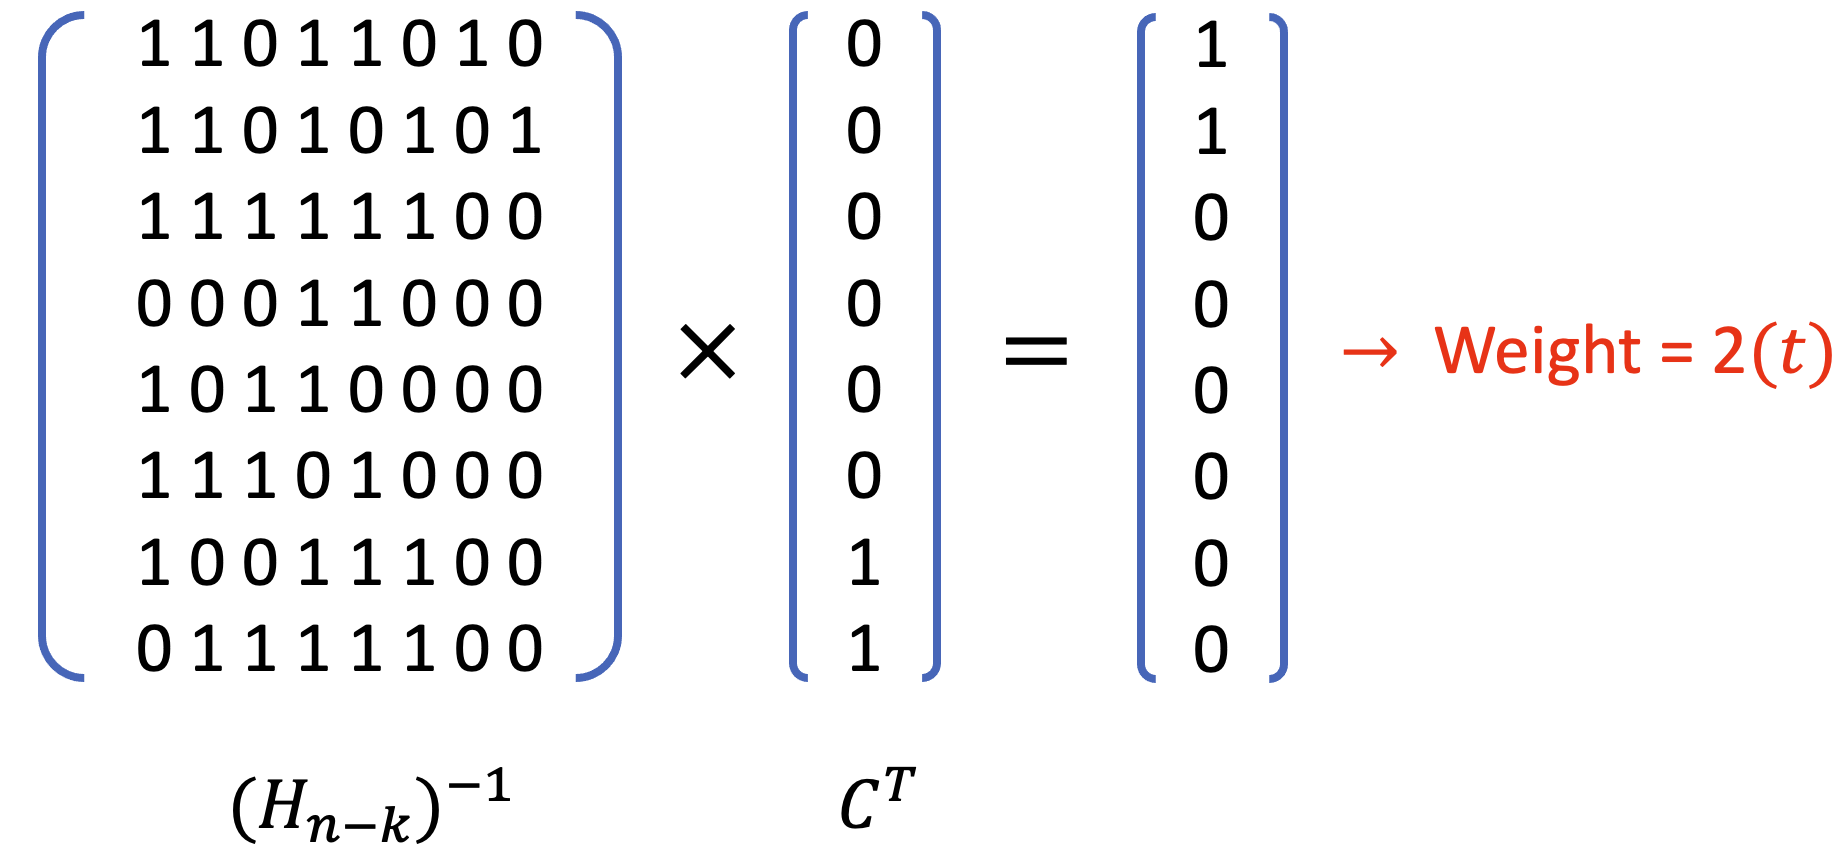 1 1 0 1 1 0 1 0 0 1
1 1 0 1 0 1 0 1 0 1
1 1 1 1 1 1 0 0 0 0
0 0 0 1 1 0 0 0 0 0
× = → Weight = 2(t)
1 0 1 1 0 0 0 0 0 0
1 1 1 0 1 0 0 0 0 0
1 0 0 1 1 1 0 0 1 0
0 1 1 1 1 1 0 0 1 0
(Hₙ₋ₖ)⁻¹ Cᵀ